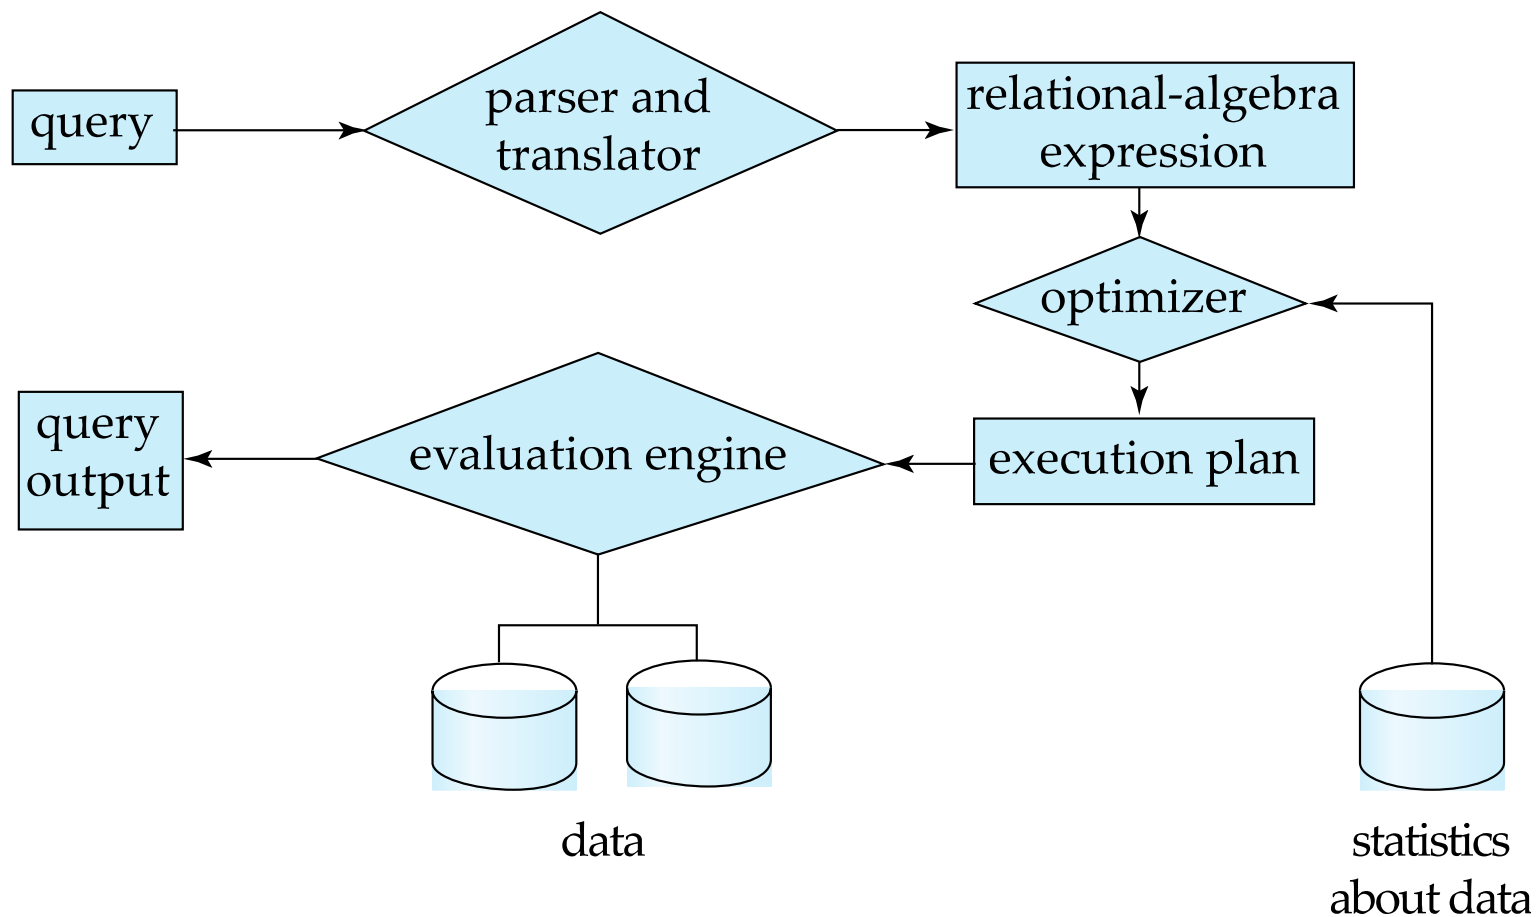 query
parser and
translator
relational-algebra
expression
optimizer
execution plan
evaluation engine
query
output
data
statistics
about data